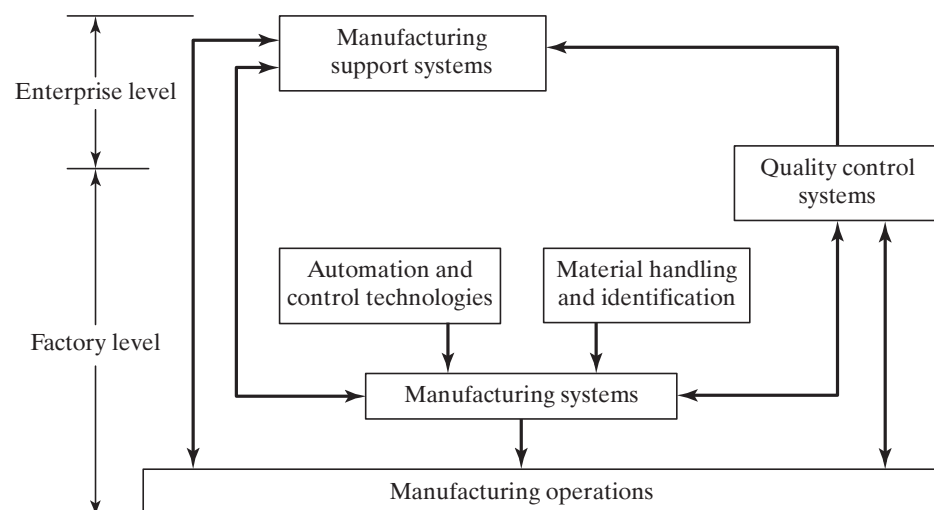 Manufacturing
support systems
Enterprise level
Quality control
systems
Automation and
control technologies
Material handling
and identification
Factory level
Manufacturing systems
Manufacturing operations